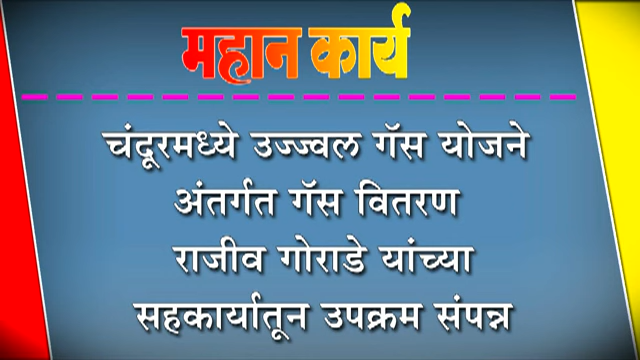 महान कार्य
चंदूरमध्ये उज्ज्वल गॅस योजने
अंतर्गत गॅस वितरण
राजीव गोराडे यांच्या
सहकार्यातून उपक्रम संपन्न